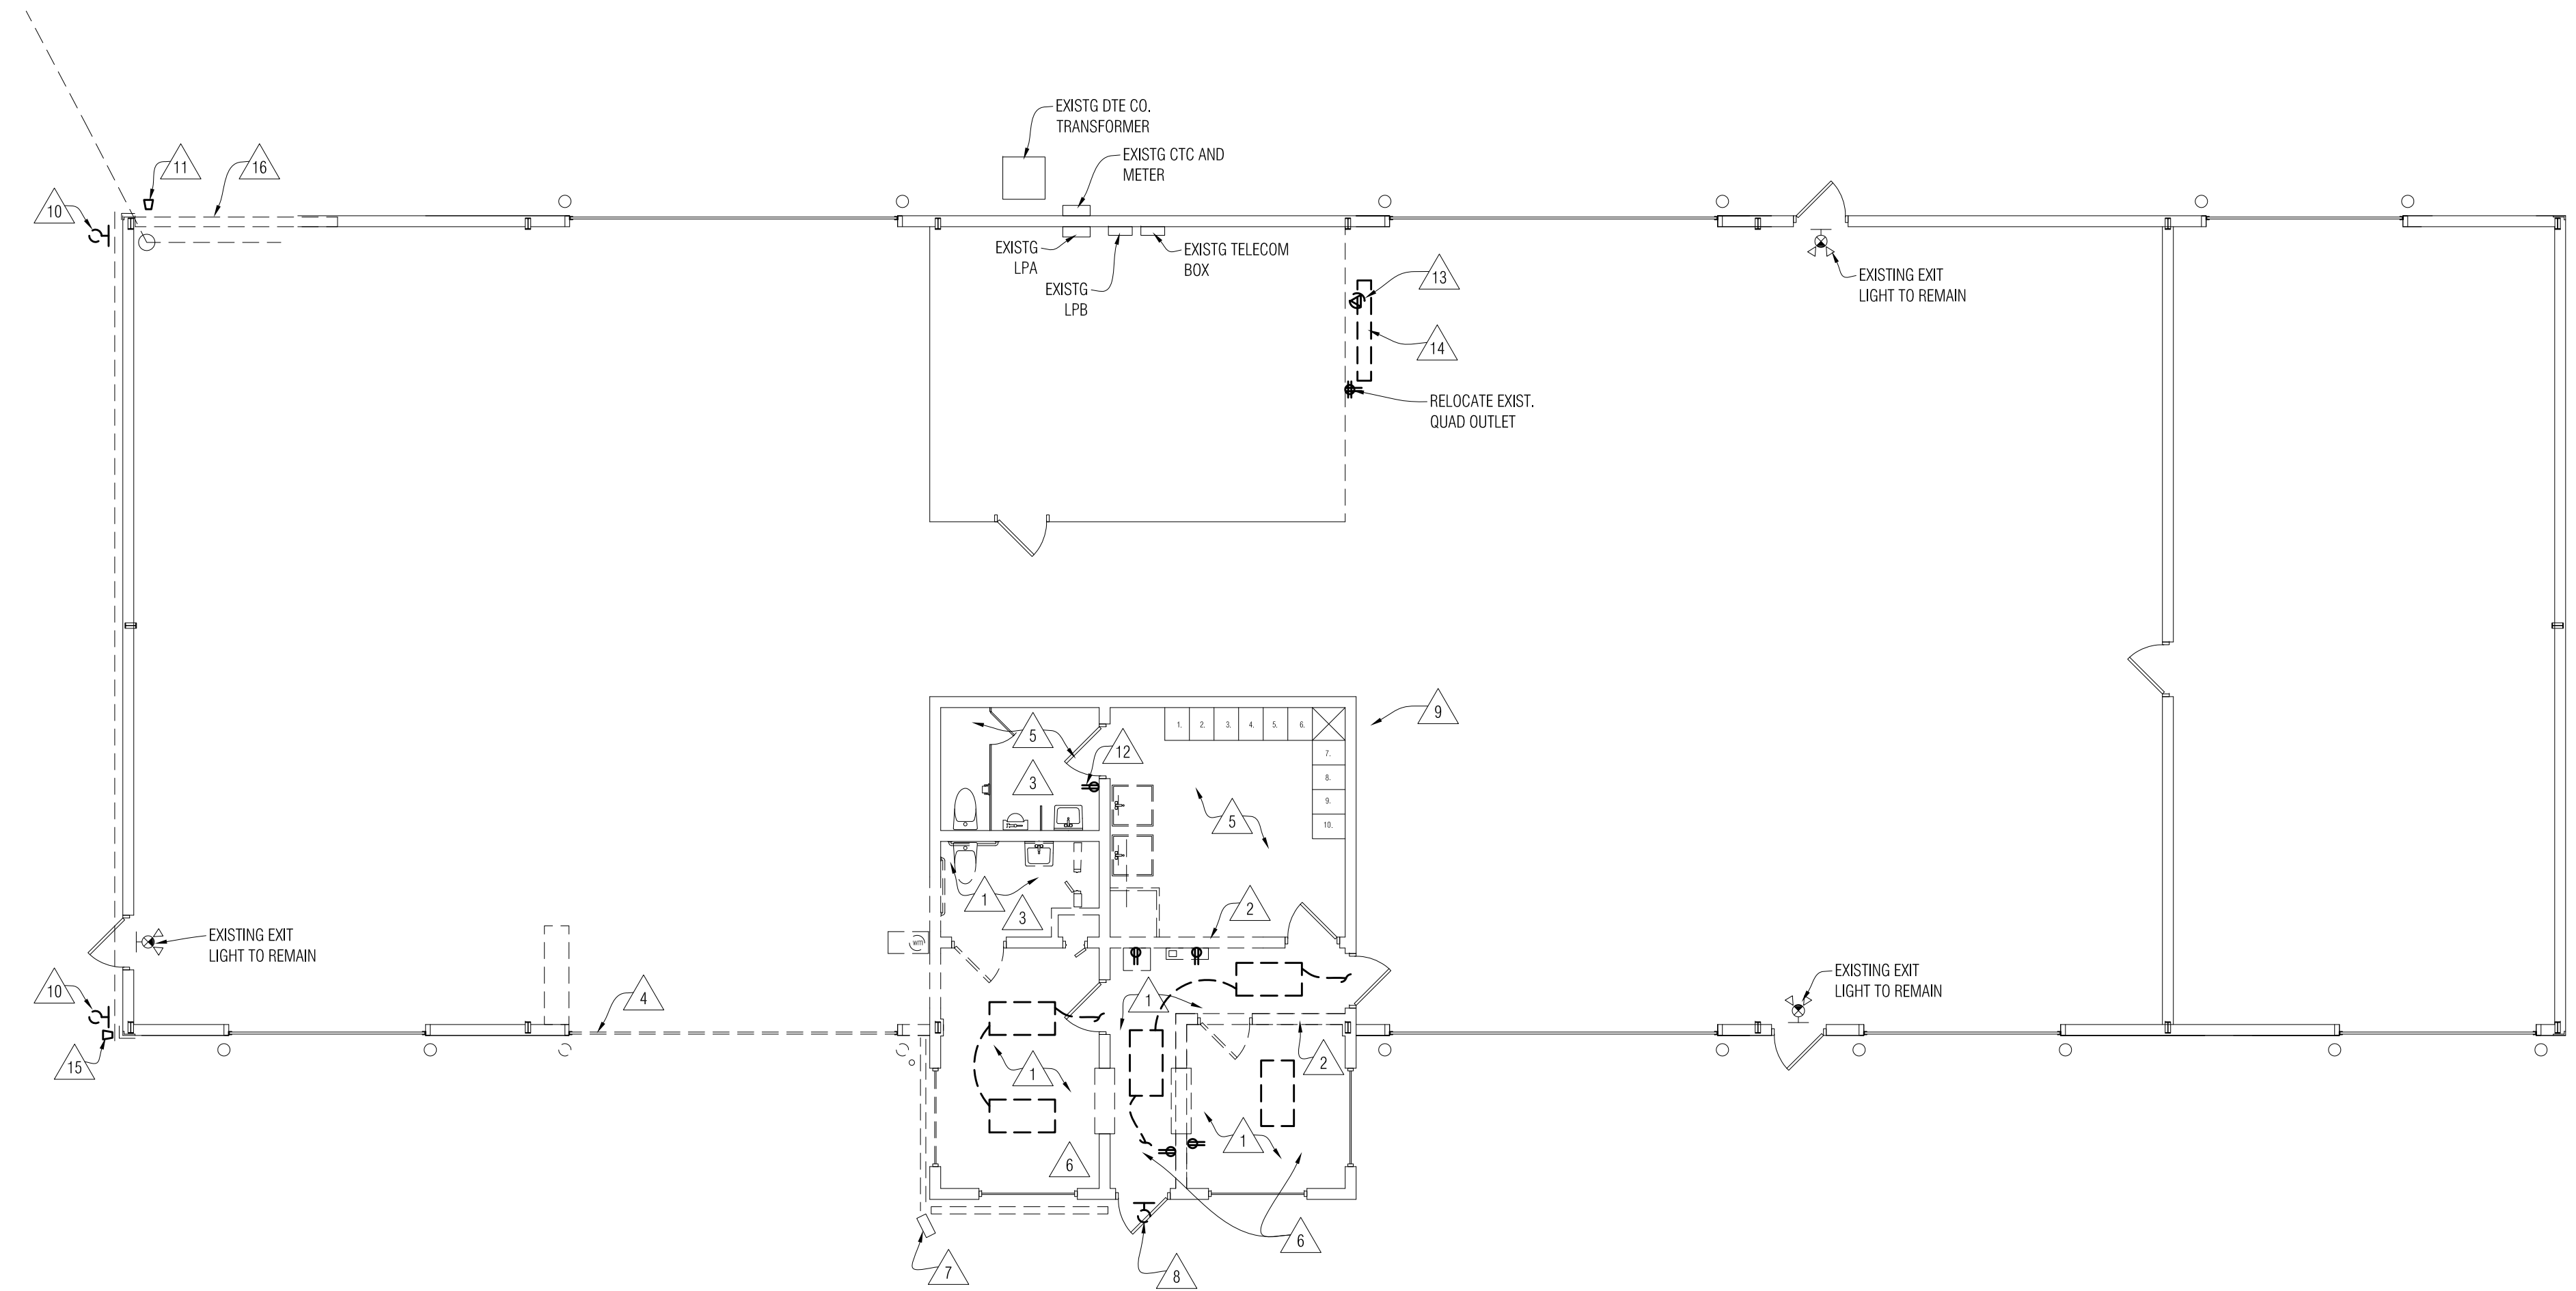 EXISTG DTE CO.
TRANSFORMER
EXISTG CTC AND
METER
11
16
10
EXISTG
LPA
EXISTG TELECOM
BOX
EXISTG
LPB
13
EXISTING EXIT
LIGHT TO REMAIN
14
RELOCATE EXIST.
QUAD OUTLET
9
1. 2. 3. 4. 5. 6.
5
12
7.
3
8.
9.
5
10.
1
3
2
EXISTING EXIT
LIGHT TO REMAIN
10
4
1
EXISTING EXIT
LIGHT TO REMAIN
15
1
2
1
6
6
7
8